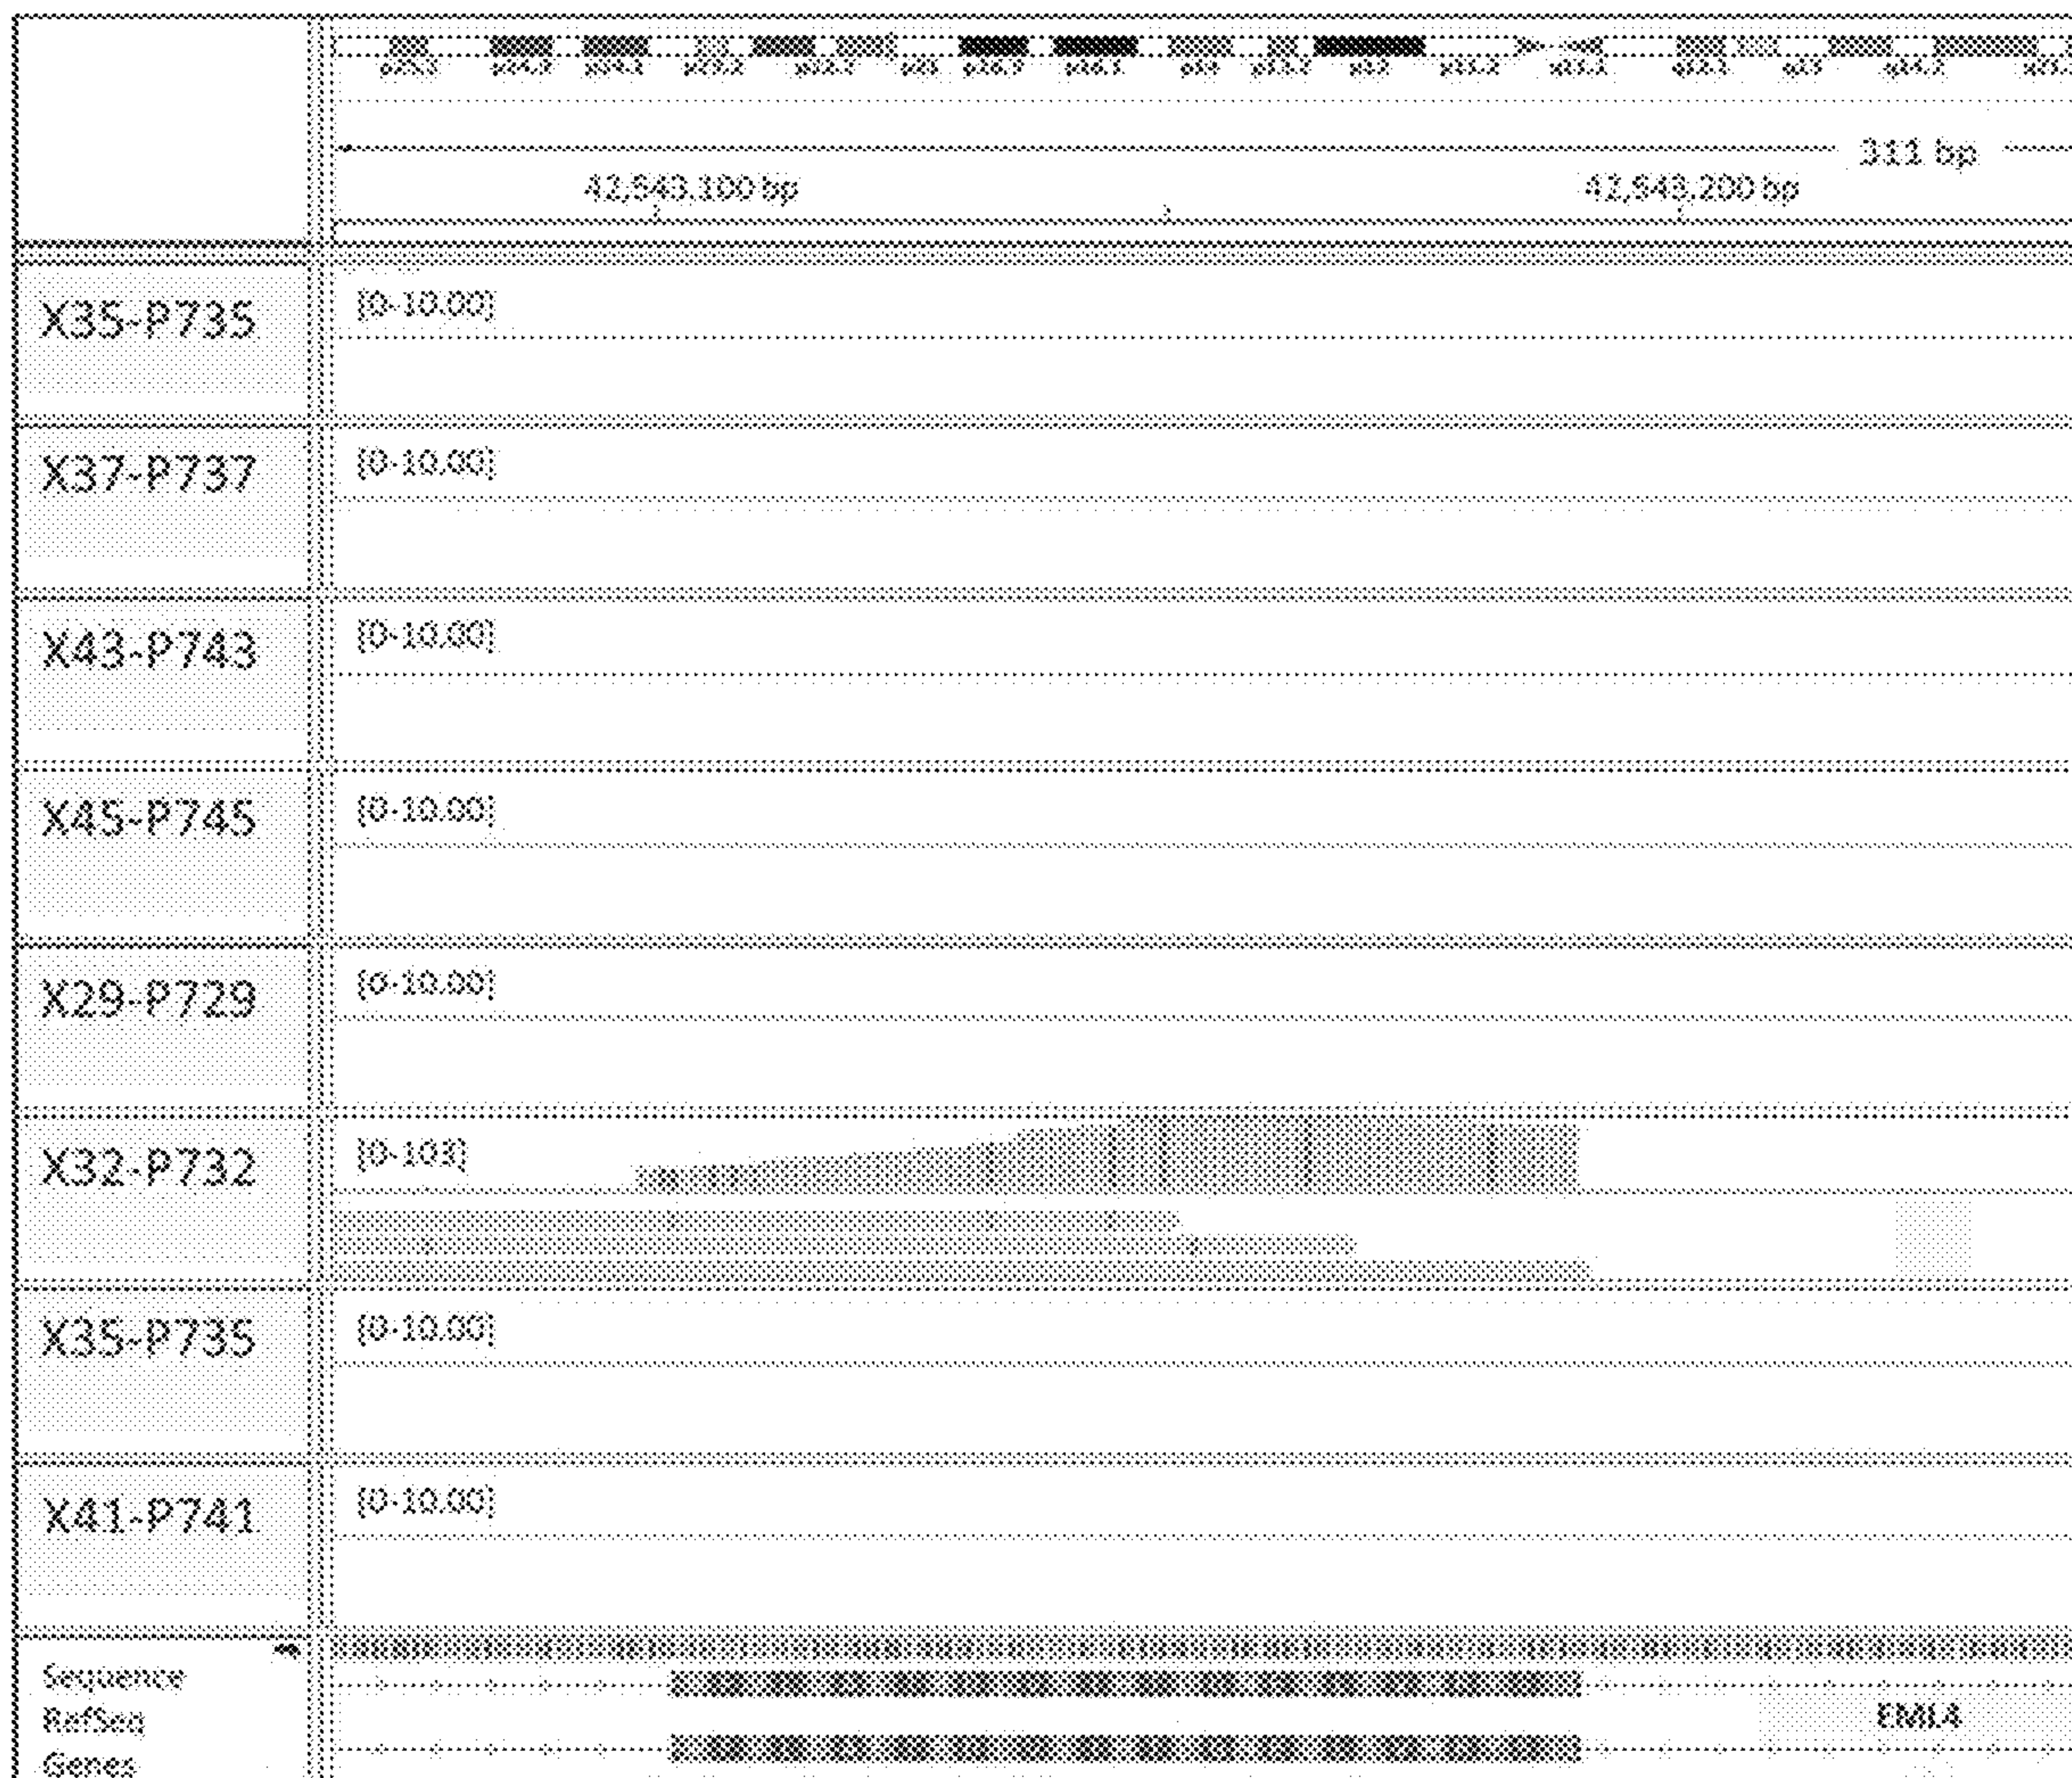 311 bp
42,543,100 bp 42,543,200 bp
X35-P735 [0-10.00]
X37-P737 [0-10.00]
X43-P743 [0-10.00]
X45-P745 [0-10.00]
X29-P729 [0-10.00]
X32-P732 [0-103]
X35-P735 [0-10.00]
X41-P741 [0-10.00]
Sequence
RefSeq
EML4
Genes